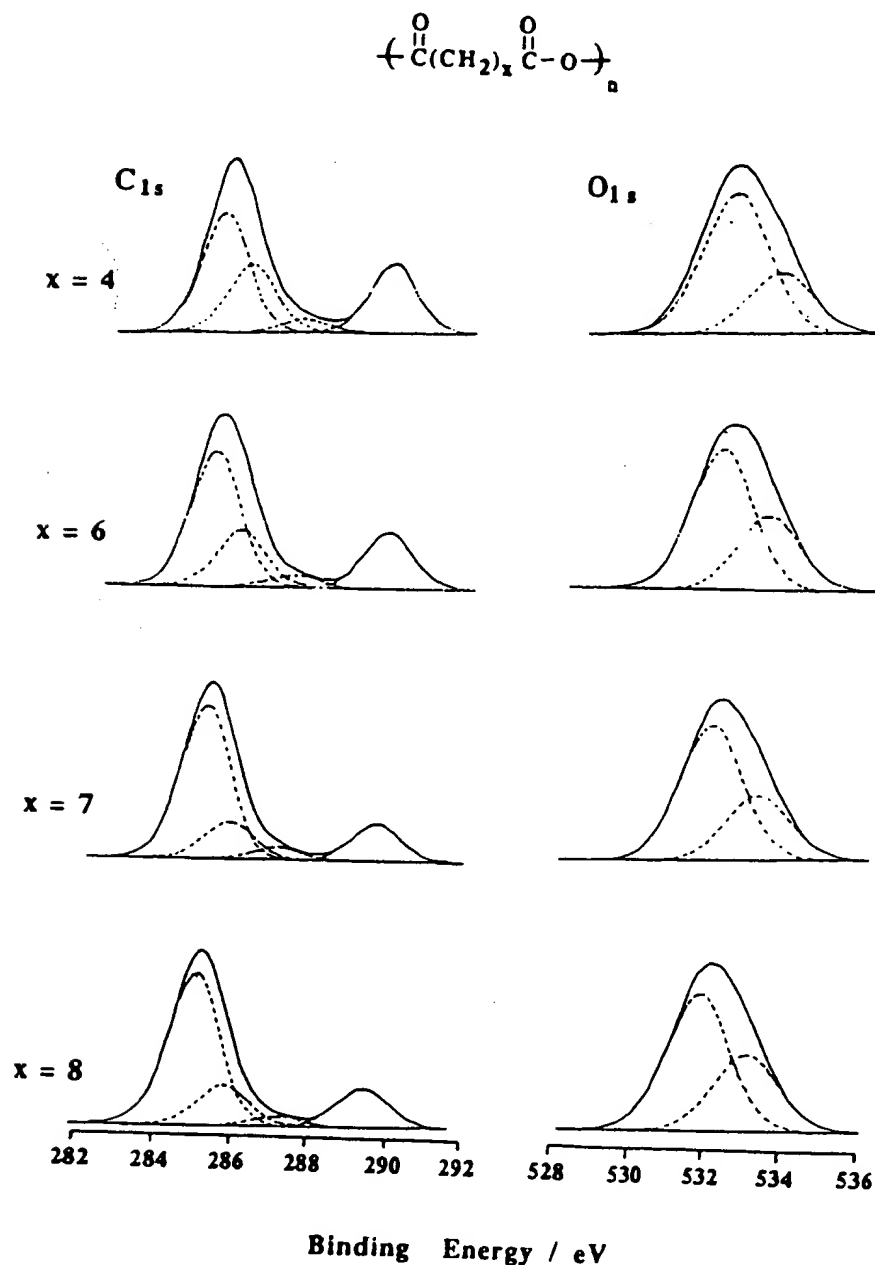 O O
-( C(CH₂)ₓ C-O-)ₙ
C₁ₛ O₁ₛ
x = 4
x = 6
x = 7
x = 8
282 284 286 288 290 292 528 530 532 534 536
Binding Energy / eV